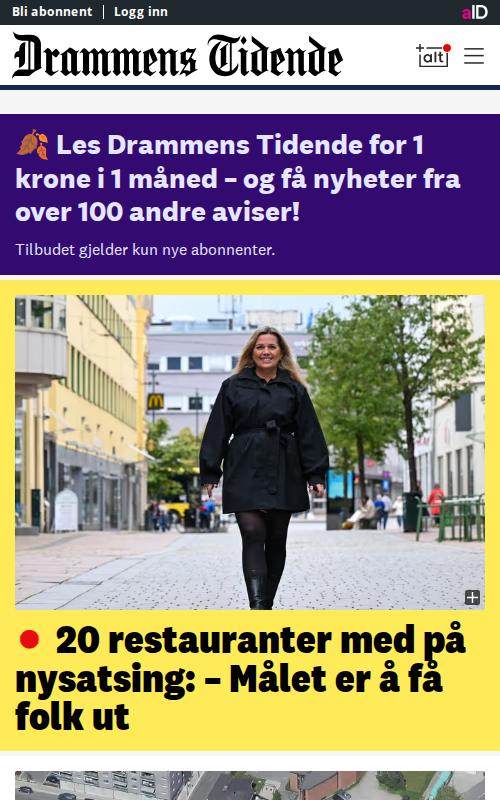 Bli abonnent | Logg inn
aID
Drammens Tidende
+alt
🍂 Les Drammens Tidende for 1
krone i 1 måned – og få nyheter fra
over 100 andre aviser!
Tilbudet gjelder kun nye abonnenter.
20 restauranter med på
nysatsing: – Målet er å få
folk ut